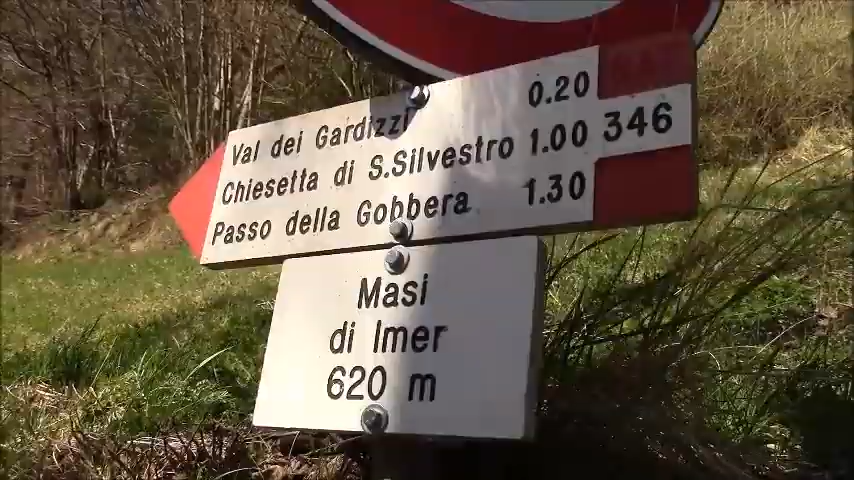 Val dei Gardizzi 0.20
Chiesetta di S.Silvestro 1.00 346
Passo della Gobbera 1.30
Masi
di Imer
620 m